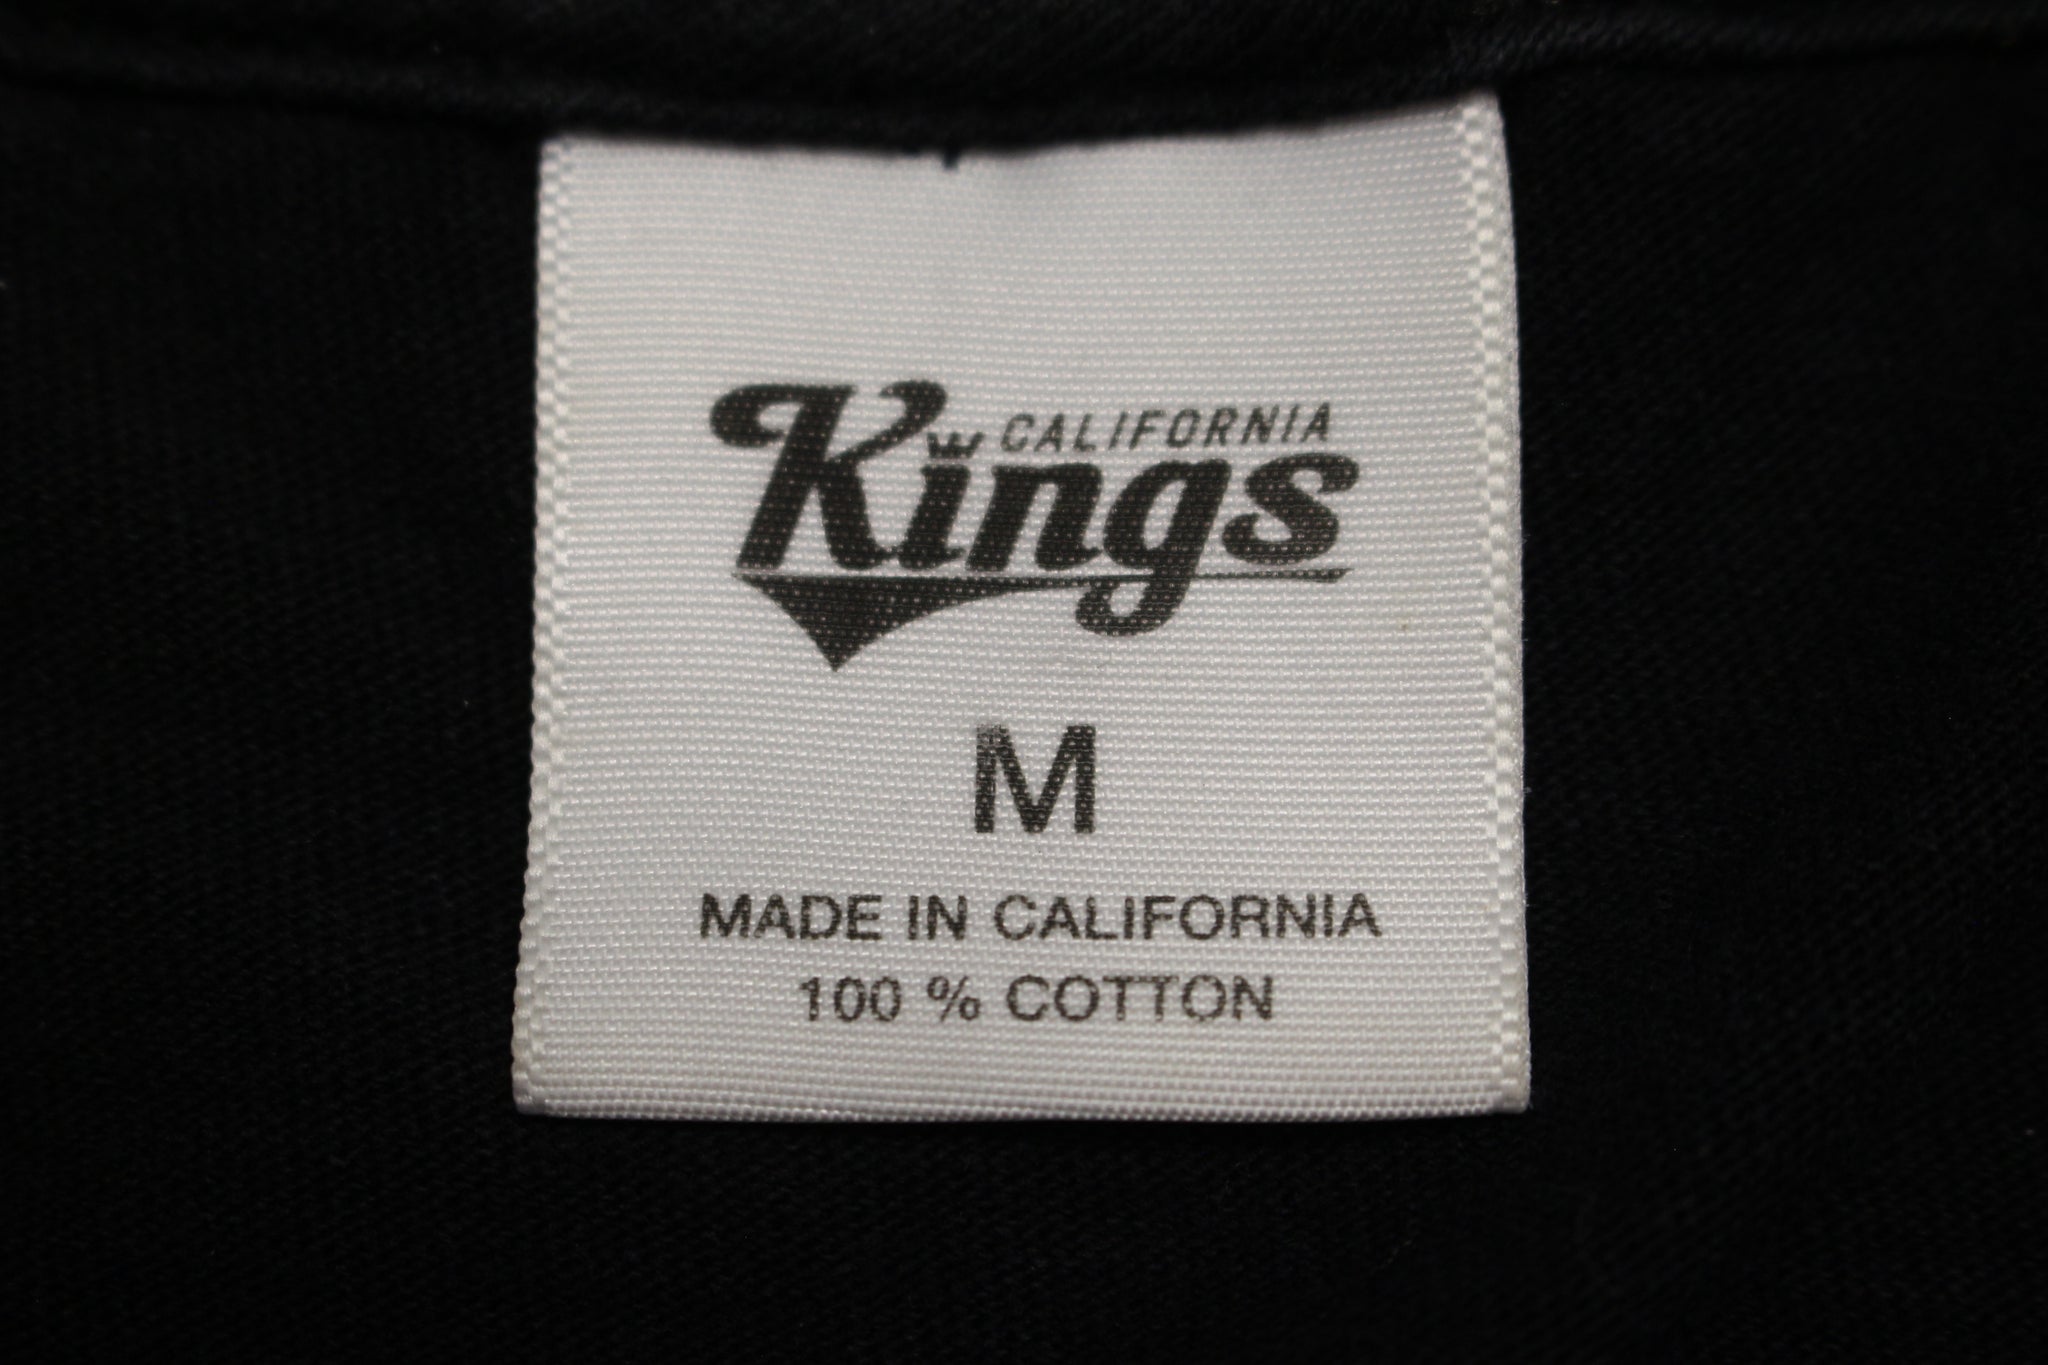 CALIFORNIA
Kings
M
MADE IN CALIFORNIA
100 % COTTON